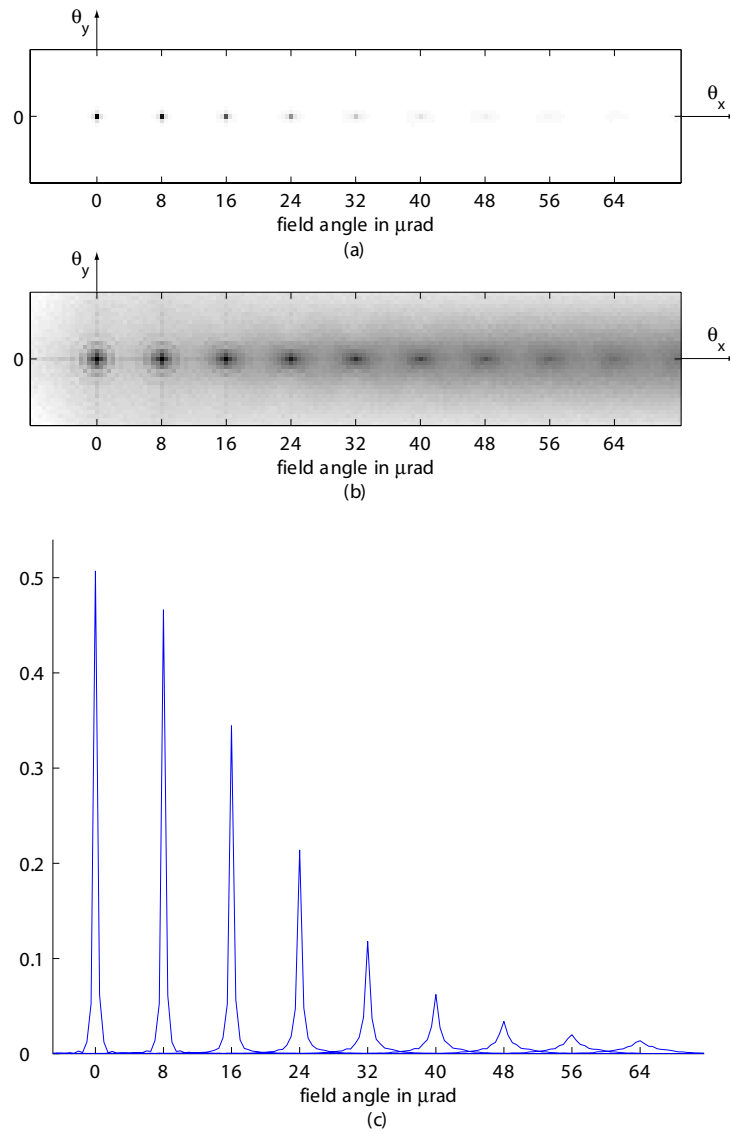 θy
0
θx
0 8 16 24 32 40 48 56 64
field angle in µrad
(a)
θy
0
θx
0 8 16 24 32 40 48 56 64
field angle in µrad
(b)
0.5
0.4
0.3
0.2
0.1
0
0 8 16 24 32 40 48 56 64
field angle in µrad
(c)